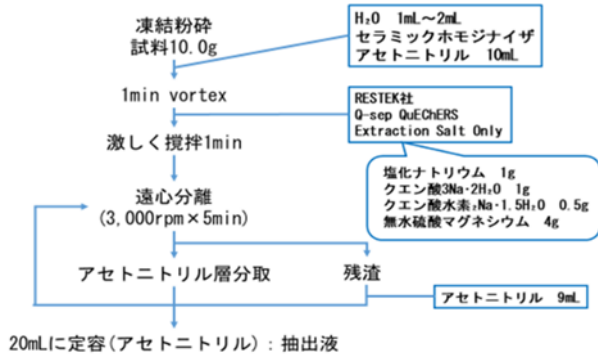 凍結粉砕
試料10.0g
H₂O 1mL～2mL
セラミックホモジナイザ
アセトニトリル 10mL
1min vortex
RESTEK社
Q-sep QuEChERS
Extraction Salt Only
激しく撹拌1min
塩化ナトリウム 1g
クエン酸3Na·2H₂O 1g
クエン酸水素₂Na·1.5H₂O 0.5g
無水硫酸マグネシウム 4g
遠心分離
(3,000rpm×5min)
アセトニトリル層分取
残渣
アセトニトリル 9mL
20mLに定容(アセトニトリル)：抽出液